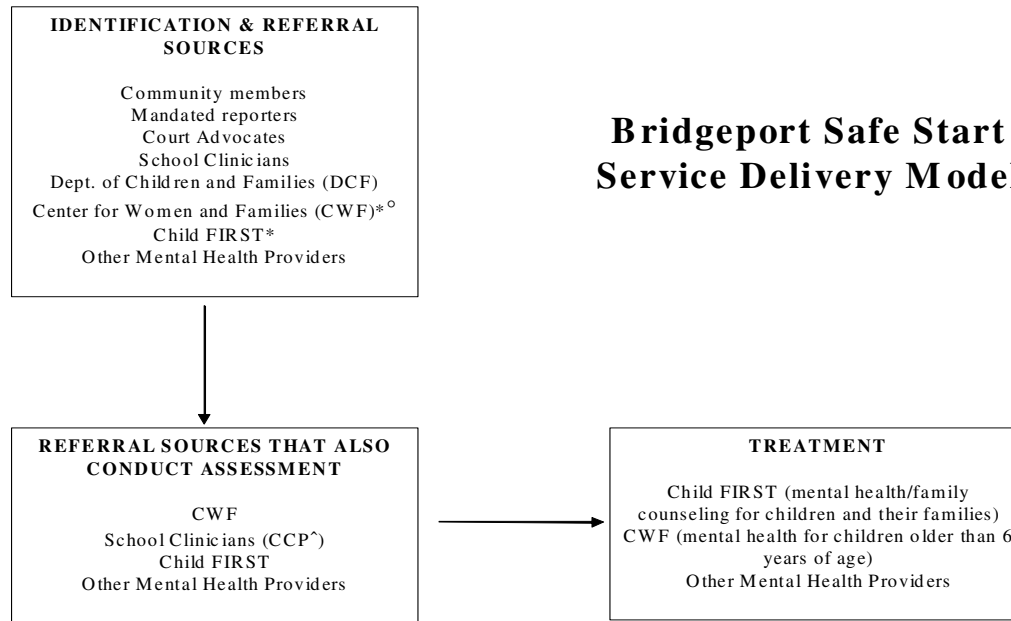 IDENTIFICATION & REFERRAL
SOURCES
Community members
Mandated reporters
Court Advocates
School Clinicians
Dept. of Children and Families (DCF)
Center for Women and Families (CWF)*°
Child FIRST*
Other Mental Health Providers
Bridgeport Safe Start
Service Delivery Model
REFERRAL SOURCES THAT ALSO
CONDUCT ASSESSMENT
CWF
School Clinicians (CCP^)
Child FIRST
Other Mental Health Providers
TREATMENT
Child FIRST (mental health/family
counseling for children and their families)
CWF (mental health for children older than 6
years of age)
Other Mental Health Providers